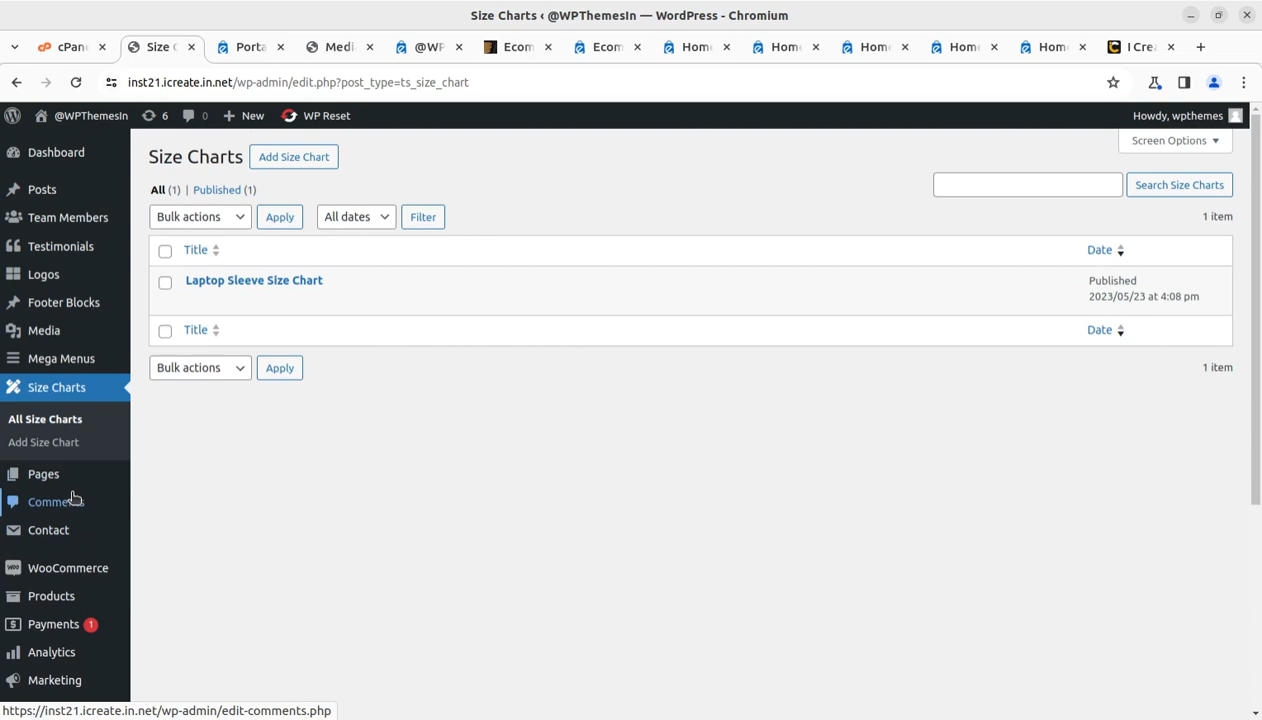 Size Charts ‹ @WPThemesIn — WordPress - Chromium
cPan
Size C
Porta
Medi
@WP
Ecom
Ecom
Hom
Hom
Hom
Hom
Hom
I Crea
inst21.icreate.in.net/wp-admin/edit.php?post_type=ts_size_chart
@WPThemesIn
6
0
New
WP Reset
Howdy, wpthemes
Dashboard
Posts
Team Members
Testimonials
Logos
Footer Blocks
Media
Mega Menus
Size Charts
All Size Charts
Add Size Chart
Pages
Comments
Contact
WooCommerce
Products
Payments 1
Analytics
Marketing
Screen Options
Size Charts
Add Size Chart
All (1) | Published (1)
Search Size Charts
Bulk actions
Apply
All dates
Filter
1 item
Title
Date
Laptop Sleeve Size Chart
Published
2023/05/23 at 4:08 pm
Title
Date
Bulk actions
Apply
1 item
https://inst21.icreate.in.net/wp-admin/edit-comments.php